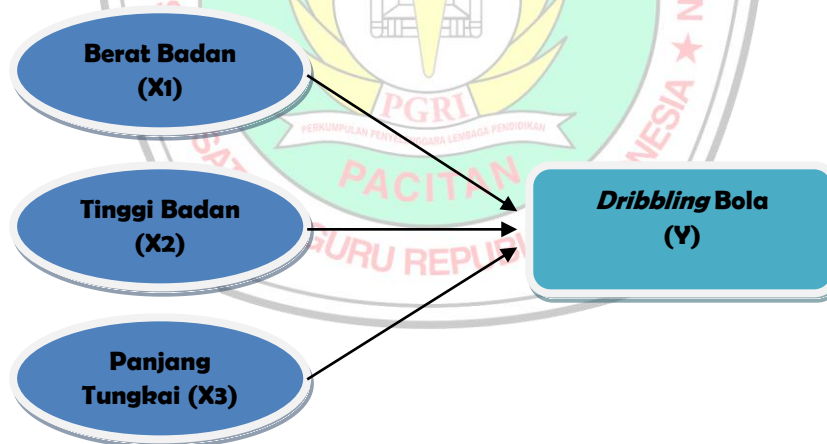 Berat Badan
(X1)
PGRI
PERKUMPULAN PENYELENGGARA LEMBAGA PENDIDIKAN
PACITAN
Tinggi Badan
(X2)
Dribbling Bola
(Y)
GURU REPUBL
NESIA
Panjang
Tungkai (X3)